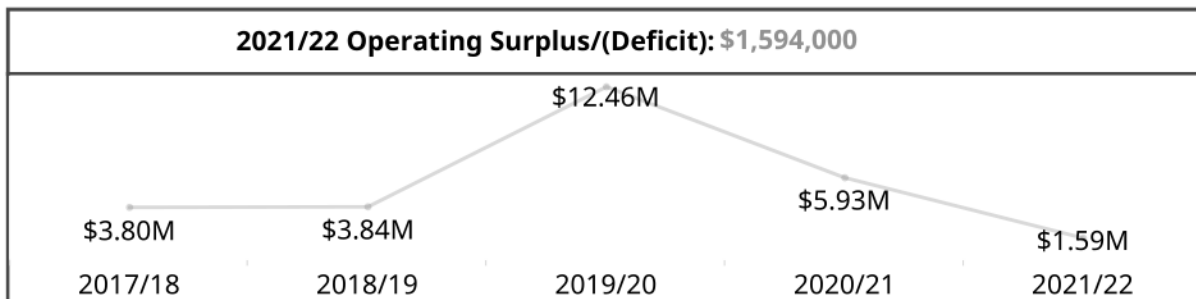 2021/22 Operating Surplus/(Deficit): $1,594,000
$12.46M
$5.93M
$3.80M
$3.84M
$1.59M
2017/18 2018/19 2019/20 2020/21 2021/22